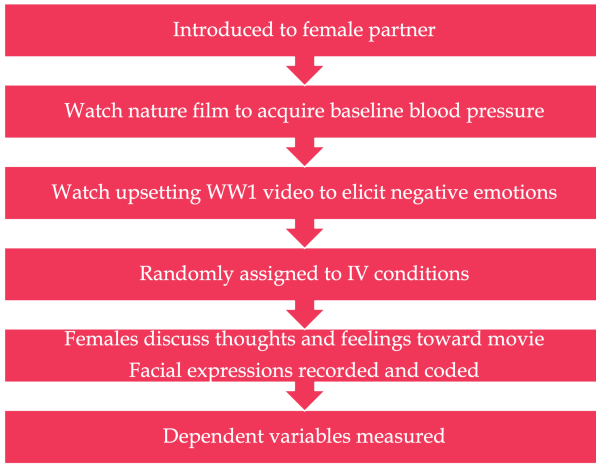 Introduced to female partner
Watch nature film to acquire baseline blood pressure
Watch upsetting WW1 video to elicit negative emotions
Randomly assigned to IV conditions
Females discuss thoughts and feelings toward movie
Facial expressions recorded and coded
Dependent variables measured